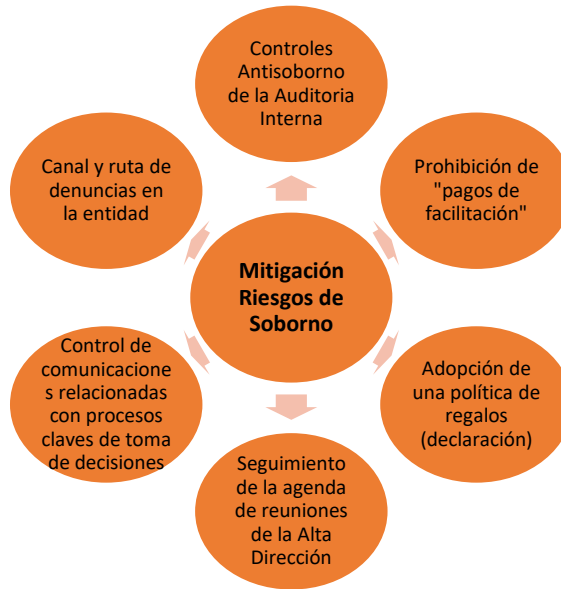 Controles
Antisoborno
de la Auditoria
Interna
Canal y ruta de
denuncias en
la entidad
Prohibición de
"pagos de
facilitación"
Mitigación
Riesgos de
Soborno
Control de
comunicacione
s relacionadas
con procesos
claves de toma
de decisiones
Adopción de
una política de
regalos
(declaración)
Seguimiento
de la agenda
de reuniones
de la Alta
Dirección